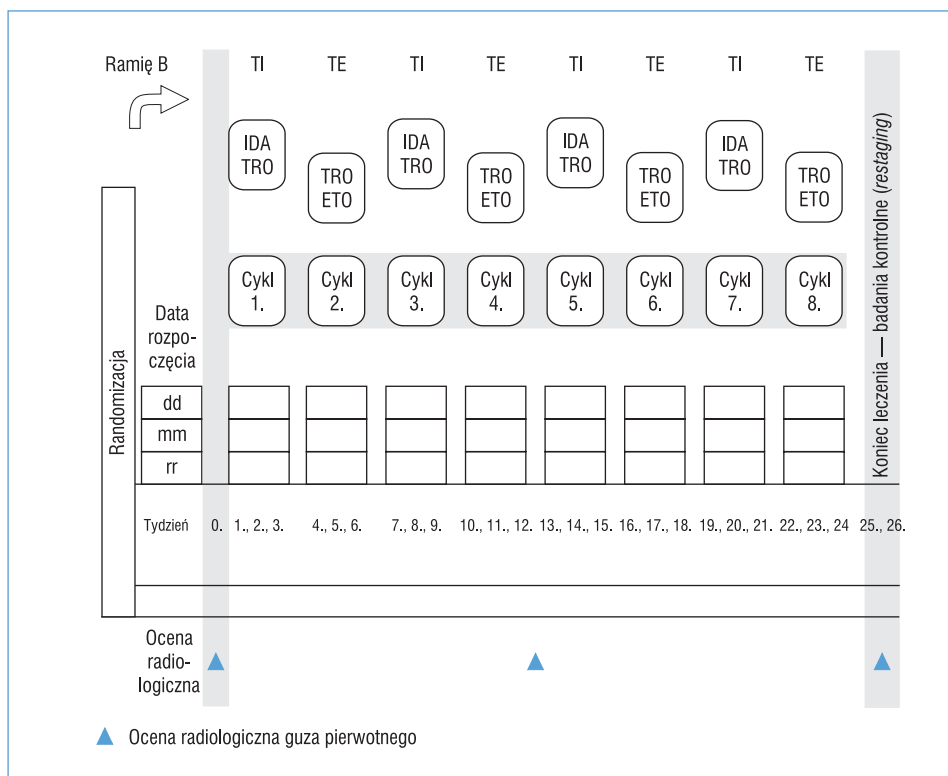 Ramię B TI TE TI TE TI TE TI TE
IDA IDA IDA IDA
TRO TRO TRO TRO
TRO TRO TRO TRO
ETO ETO ETO ETO
Cykl Cykl Cykl Cykl Cykl Cykl Cykl Cykl
1. 2. 3. 4. 5. 6. 7. 8.
Data
rozpo-
częcia
dd
mm
rr
Randomizacja
Koniec leczenia — badania kontrolne (restaging)
Tydzień 0. 1., 2., 3. 4., 5., 6. 7., 8., 9. 10., 11., 12. 13., 14., 15. 16., 17., 18. 19., 20., 21. 22., 23., 24 25., 26.
Ocena
radio-
logiczna
Ocena radiologiczna guza pierwotnego